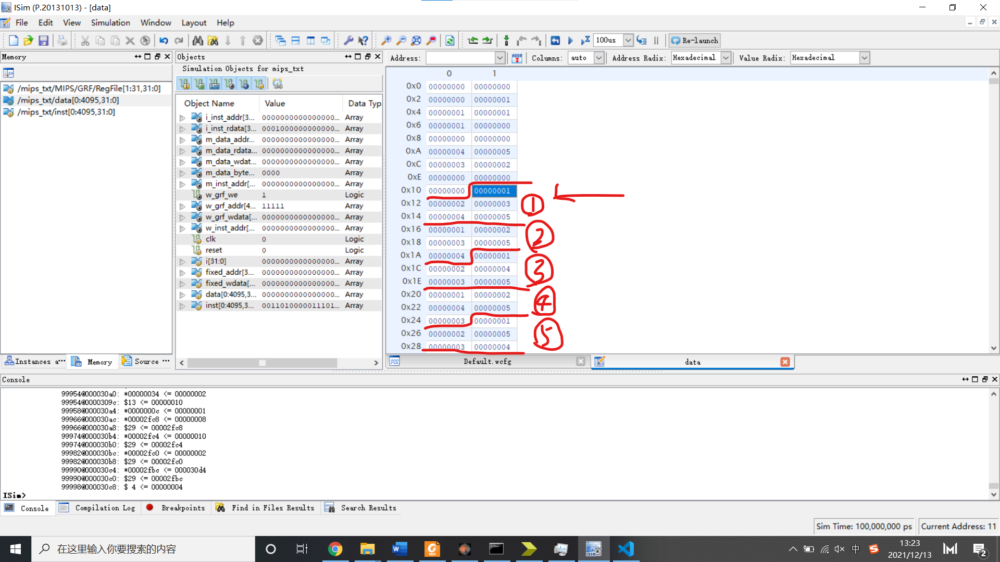 ISim (P.20131013) - [data]
File Edit View Simulation Window Layout Help
100us Re-launch
Memory
/mips_txt/MIPS/GRF/RegFile[1:31,31:0]
/mips_txt/data[0:4095,31:0]
/mips_txt/inst[0:4095,31:0]
Instances a··· Memory Source ···
Objects
Simulation Objects for mips_txt
Object Name Value Data Typ
i_inst_addr[3... 0000000000000000... Array
i_inst_rdata[3... 0001000000000000... Array
m_data_addr... 0000000000000000... Array
m_data_rdata... 0000000000000000... Array
m_data_wdat... 0000000000000000... Array
m_data_byte... 0000 Array
m_inst_addr[... 0000000000000000... Array
w_grf_we 1 Logic
w_grf_addr[4... 11111 Array
w_grf_wdata[... 0000000000000000... Array
w_inst_addr[... 0000000000000000... Array
clk 0 Logic
reset 0 Logic
i[31:0] 0000000000000000... Array
fixed_addr[3... 0000000000000000... Array
fixed_wdata[... 0000000000000000... Array
data[0:4095,3... 0000000000000000... Array
inst[0:4095,3... 0011010000011101... Array
Address: ADDR Columns: auto Address Radix: Hexadecimal Value Radix: Hexadecimal
0 1
0x0 00000000 00000000
0x2 00000000 00000001
0x4 00000001 00000001
0x6 00000001 00000000
0x8 00000000 00000000
0xA 00000004 00000005
0xC 00000003 00000002
0xE 00000000 00000000
0x10 00000000 00000001
0x12 00000002 00000003 ①
0x14 00000004 00000005
0x16 00000001 00000002 ②
0x18 00000003 00000005
0x1A 00000004 00000001
0x1C 00000002 00000004 ③
0x1E 00000003 00000005
0x20 00000001 00000002 ④
0x22 00000004 00000005
0x24 00000003 00000001
0x26 00000002 00000005 ⑤
0x28 00000003 00000004
Default.wcfg data
Console
99954@000030a0: *00000034 <= 00000002
99954@0000309c: $13 <= 00000010
99958@000030a4: *0000000c <= 00000001
99966@000030ac: *00002fc8 <= 00000008
99966@000030a8: $29 <= 00002fc8
99974@000030b4: *00002fc4 <= 00000010
99974@000030b0: $29 <= 00002fc4
99982@000030bc: *00002fc0 <= 00000002
99982@000030b8: $29 <= 00002fc0
99990@000030c4: *00002fbc <= 000030d4
99990@000030c0: $29 <= 00002fbc
99998@000030c8: $ 4 <= 00000004
ISim>
Console Compilation Log Breakpoints Find in Files Results Search Results
Sim Time: 100,000,000 ps Current Address: 11
在这里输入你要搜索的内容
中
13:23
2021/12/13
2